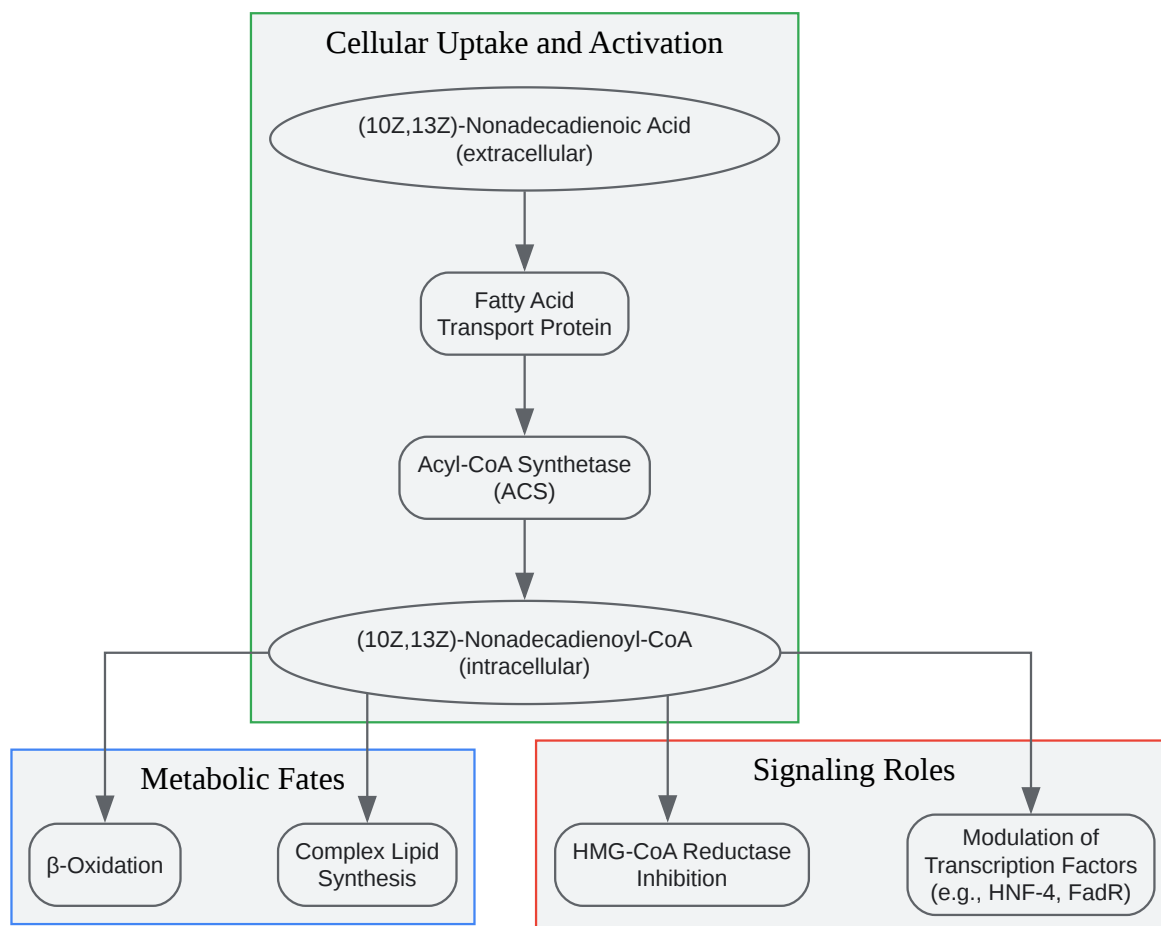 Cellular Uptake and Activation
(10Z,13Z)-Nonadecadienoic Acid
(extracellular)
Fatty Acid
Transport Protein
Acyl-CoA Synthetase
(ACS)
(10Z,13Z)-Nonadecadienoyl-CoA
(intracellular)
Metabolic Fates
β-Oxidation
Complex Lipid
Synthesis
Signaling Roles
HMG-CoA Reductase
Inhibition
Modulation of
Transcription Factors
(e.g., HNF-4, FadR)